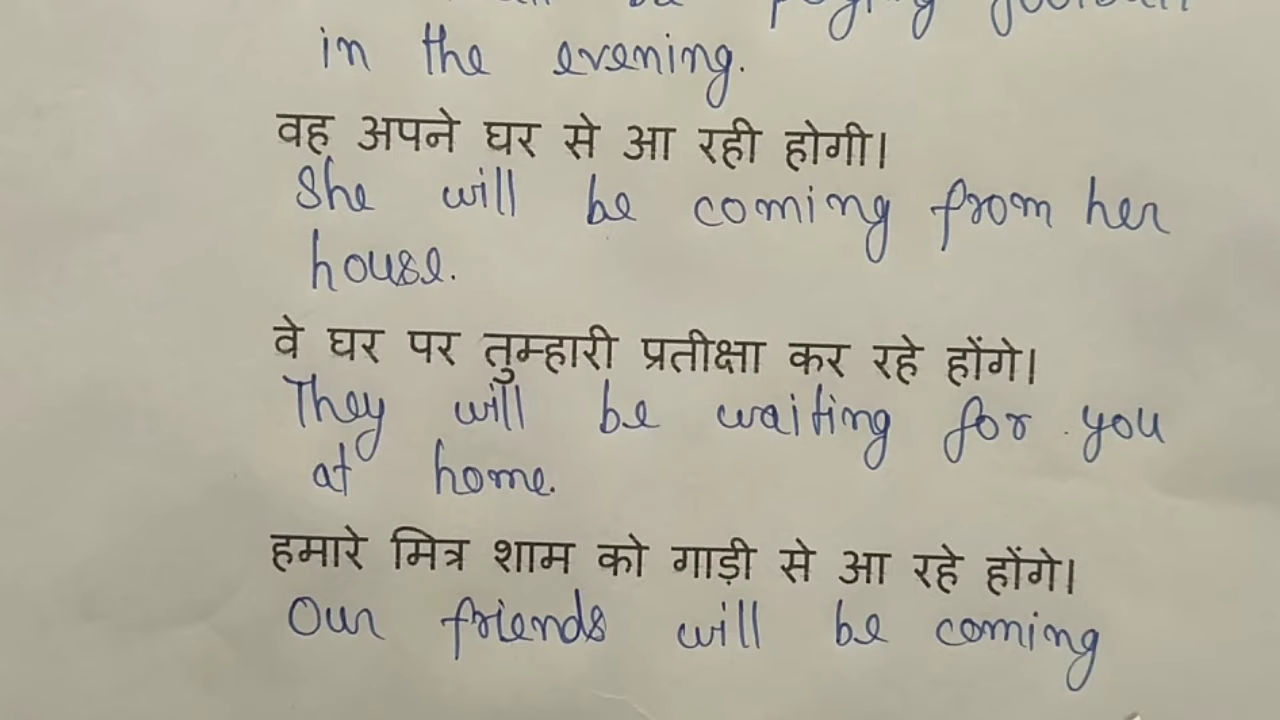 in the evening.
वह अपने घर से आ रही होगी।
She will be coming from her
house.
वे घर पर तुम्हारी प्रतीक्षा कर रहे होंगे।
They will be waiting for you
at home.
हमारे मित्र शाम को गाड़ी से आ रहे होंगे।
Our friends will be coming